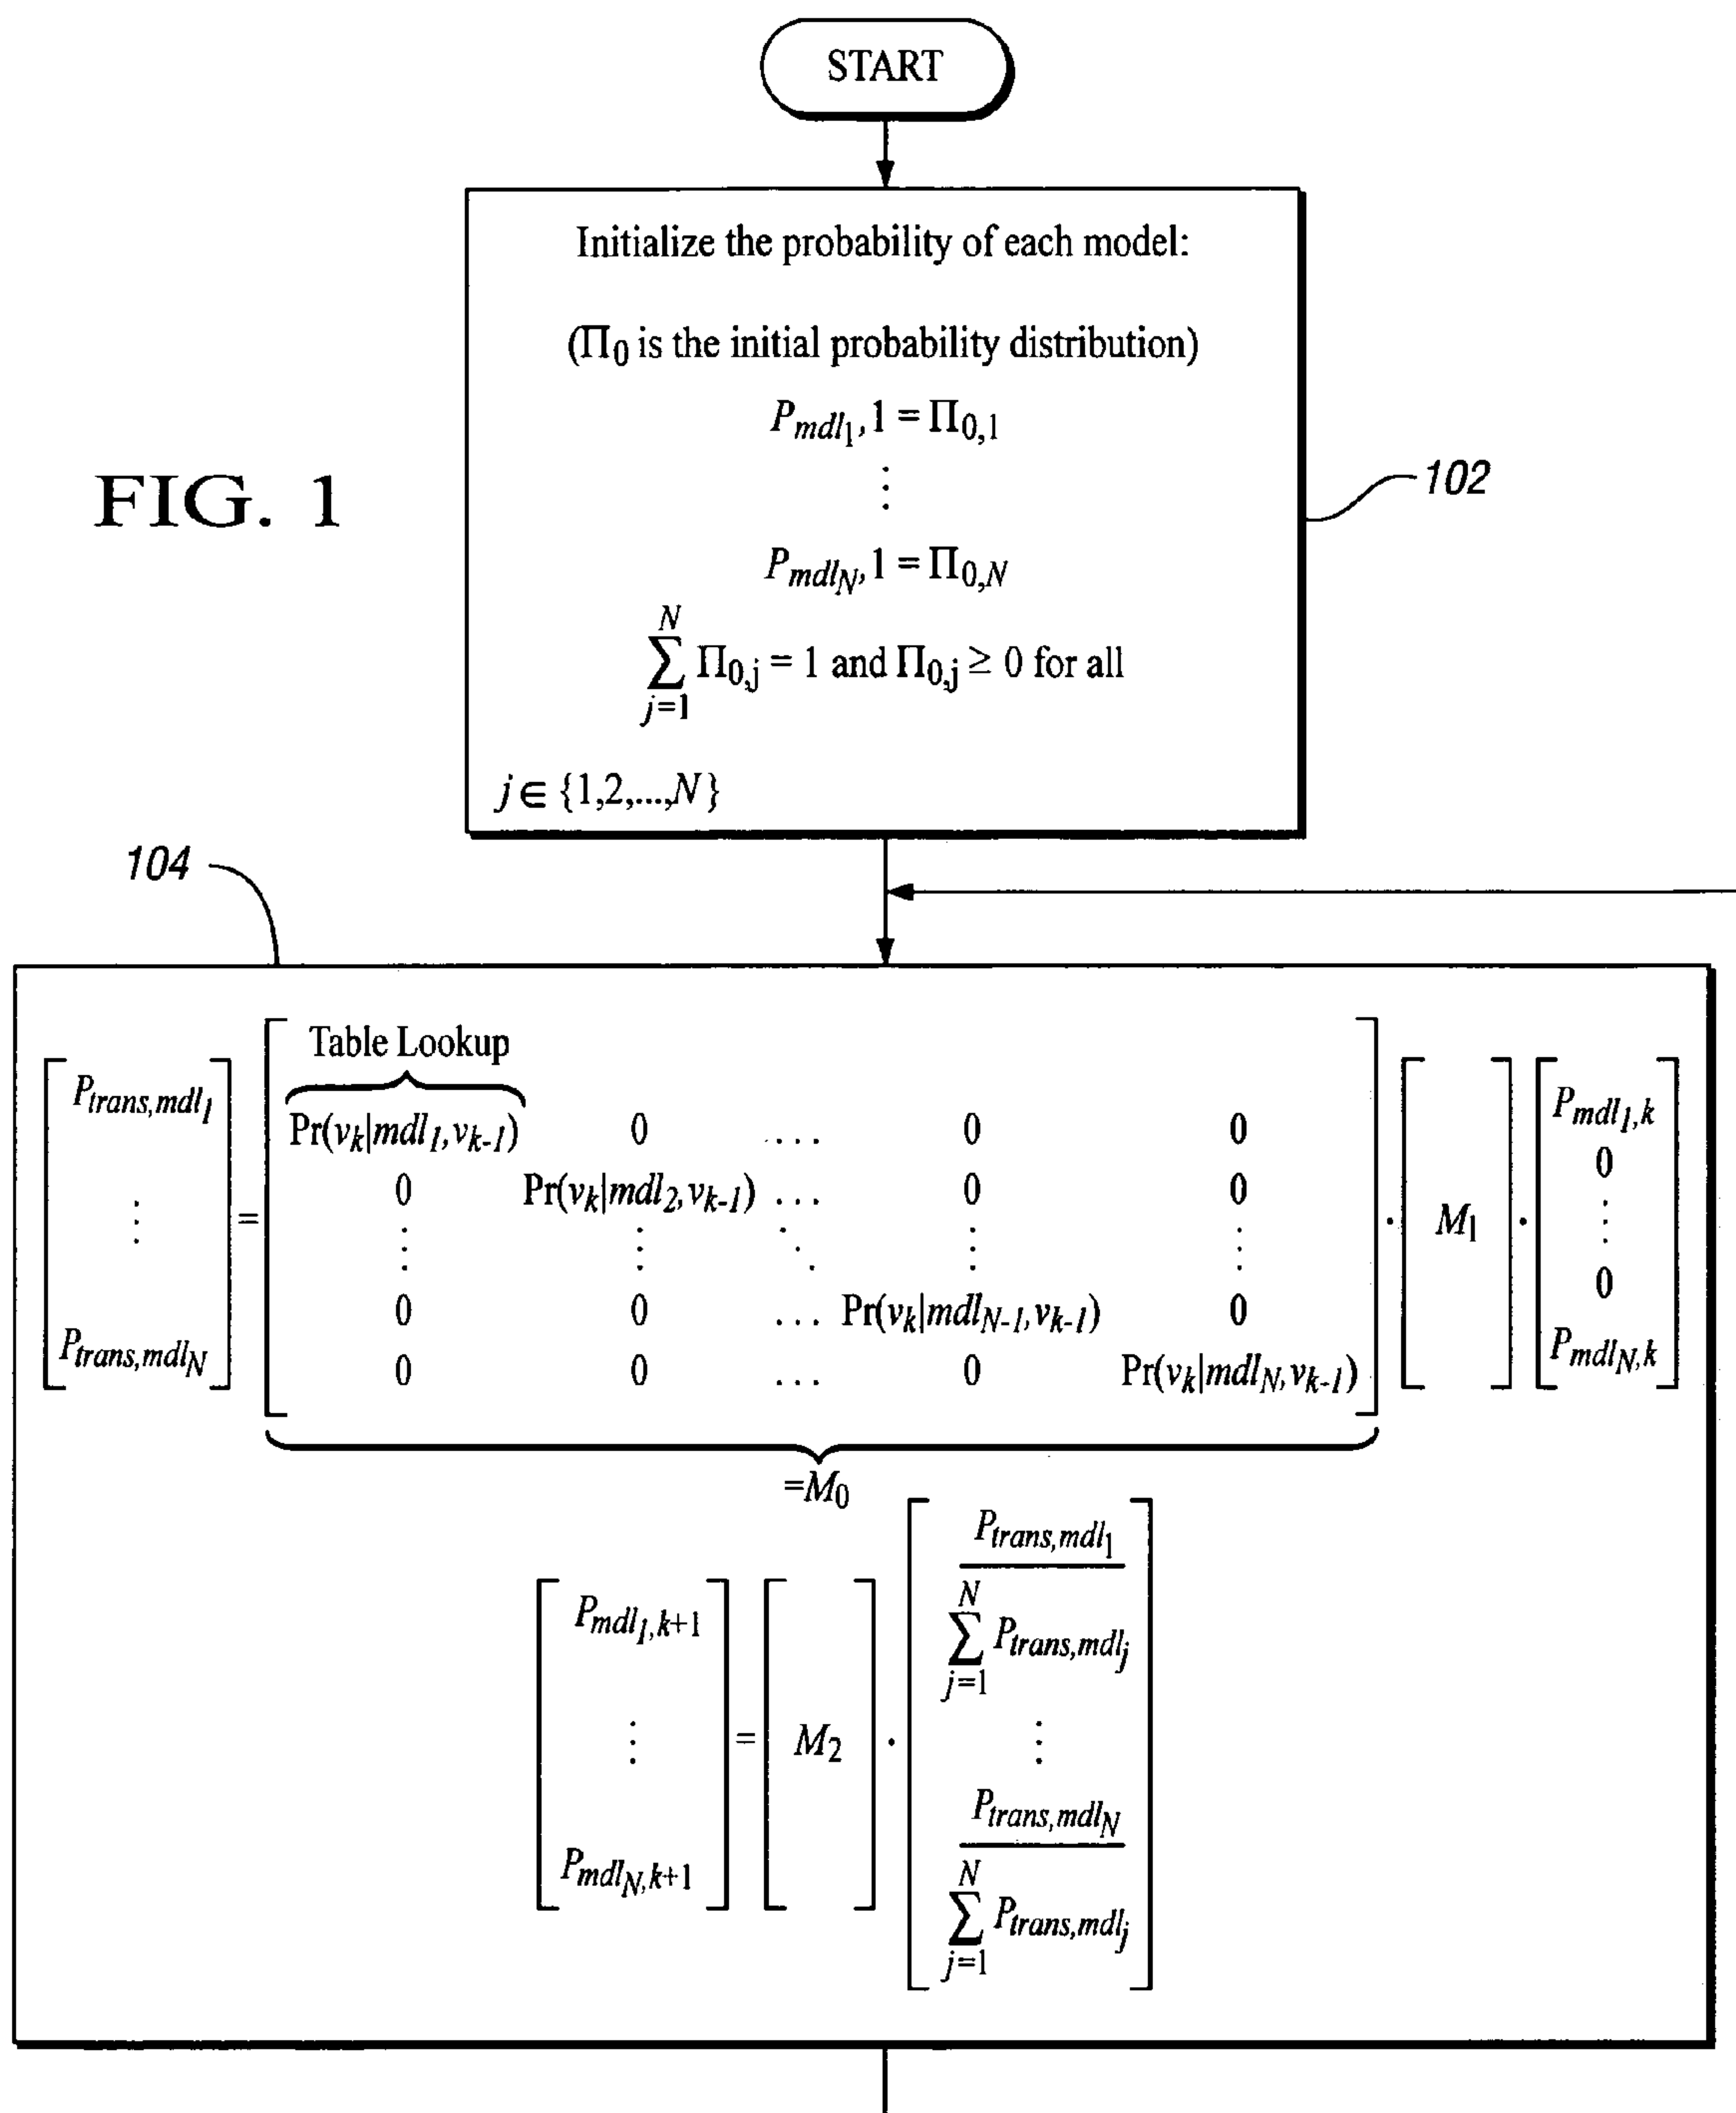 START
Initialize the probability of each model:
(Π0 is the initial probability distribution)
Pmdl1, 1 = Π0,1
⋮
PmdlN, 1 = Π0,N
N
∑ Π0,j = 1 and Π0,j ≥ 0 for all
j=1
j ∈ {1,2,...,N}
102
FIG. 1
104
Table Lookup
[Ptrans,mdl1 ⋮ Ptrans,mdlN] =
Pr(vk|mdl1,vk-1) 0 ... 0 0
0 Pr(vk|mdl2,vk-1) ... 0 0
⋮ ⋮ ⋱ ⋮ ⋮
0 0 ... Pr(vk|mdlN-1,vk-1) 0
0 0 ... 0 Pr(vk|mdlN,vk-1)
· [M1] · [Pmdl1,k 0 ⋮ 0 PmdlN,k]
=M0
[Pmdl1,k+1 ⋮ PmdlN,k+1] = [M2] ·
Ptrans,mdl1
N
∑ Ptrans,mdlj
j=1
⋮
Ptrans,mdlN
N
∑ Ptrans,mdlj
j=1